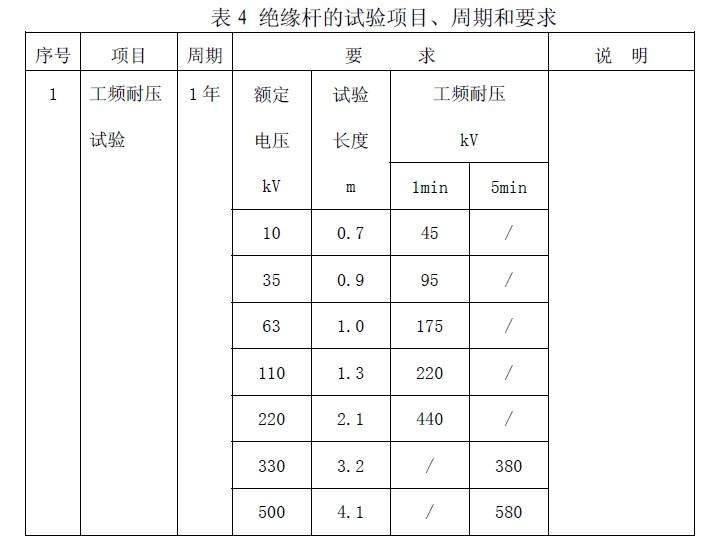 表 4 绝缘杆的试验项目、周期和要求
序号 项目 周期 要 求 说 明
1 工频耐压 1 年 额定 试验 工频耐压
试验 电压 长度 kV
kV m 1min 5min
10 0.7 45 /
35 0.9 95 /
63 1.0 175 /
110 1.3 220 /
220 2.1 440 /
330 3.2 / 380
500 4.1 / 580